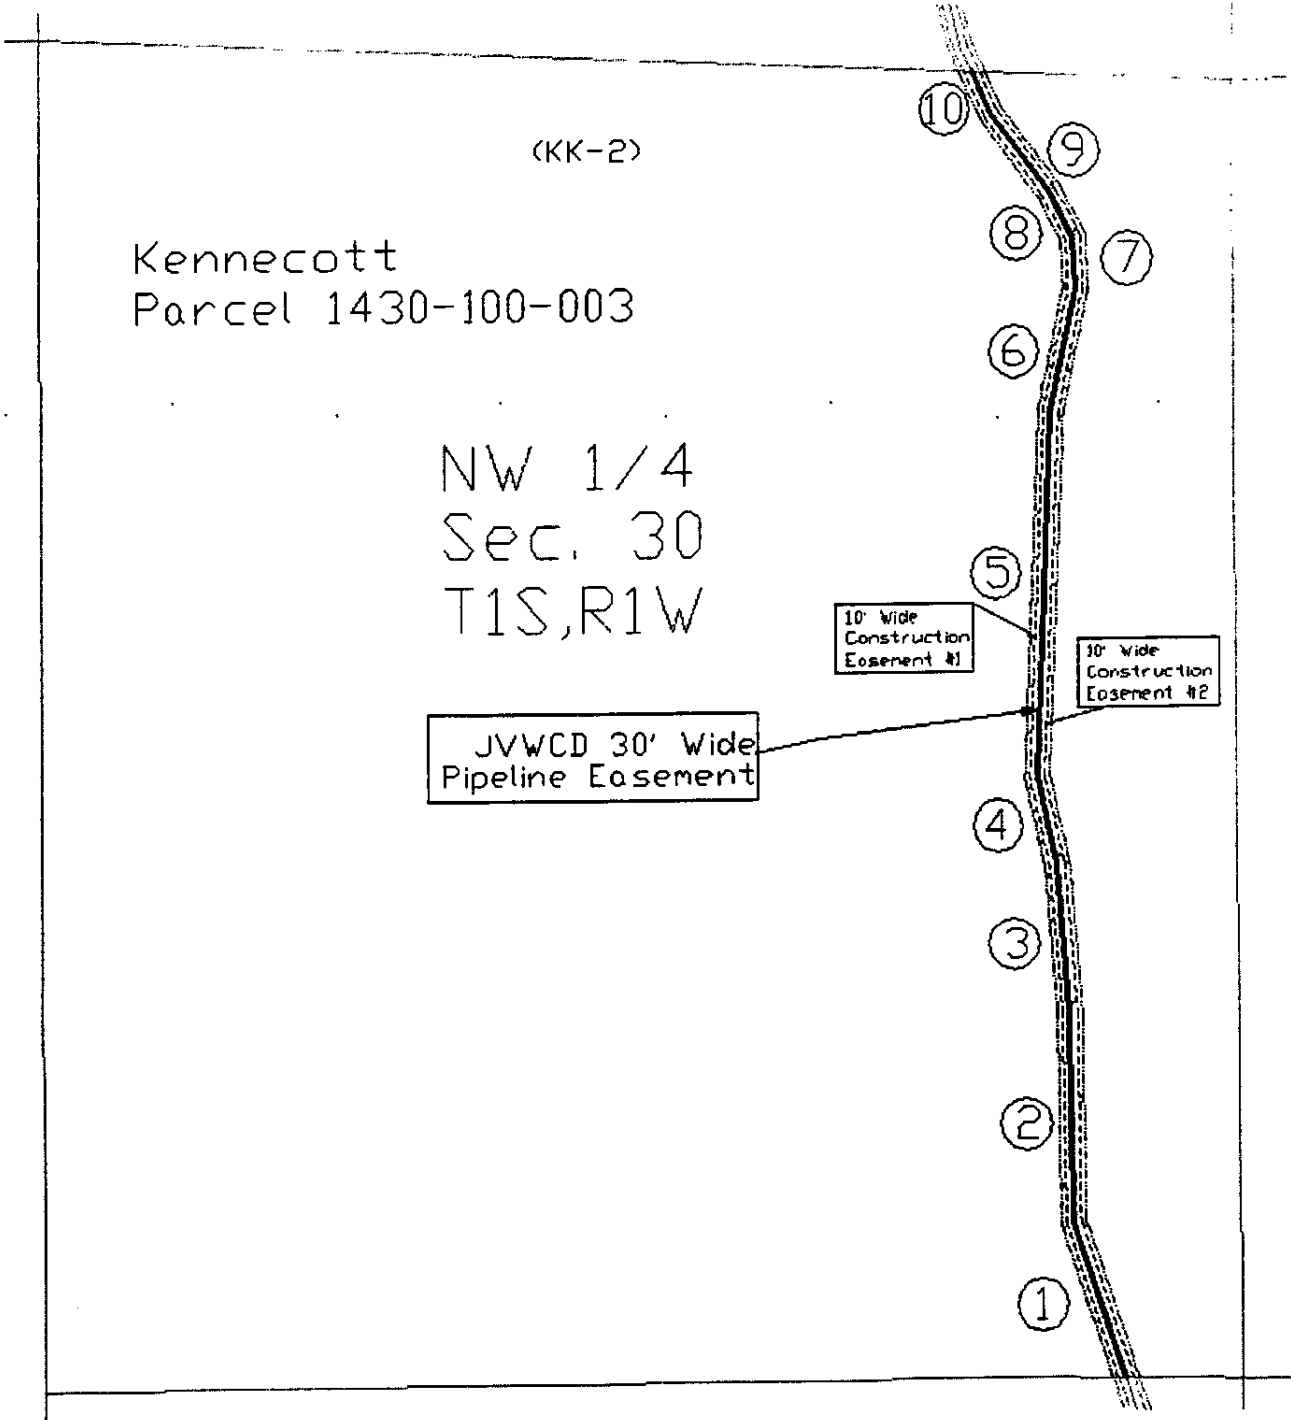 10
(KK-2)
9
Kennecott
Parcel 1430-100-003
8
7
6
NW 1/4
Sec. 30
T1S,R1W
5
10' Wide
Construction
Easement #1
10' Wide
Construction
Easement #2
JVWCD 30' Wide
Pipeline Easement
4
3
2
1